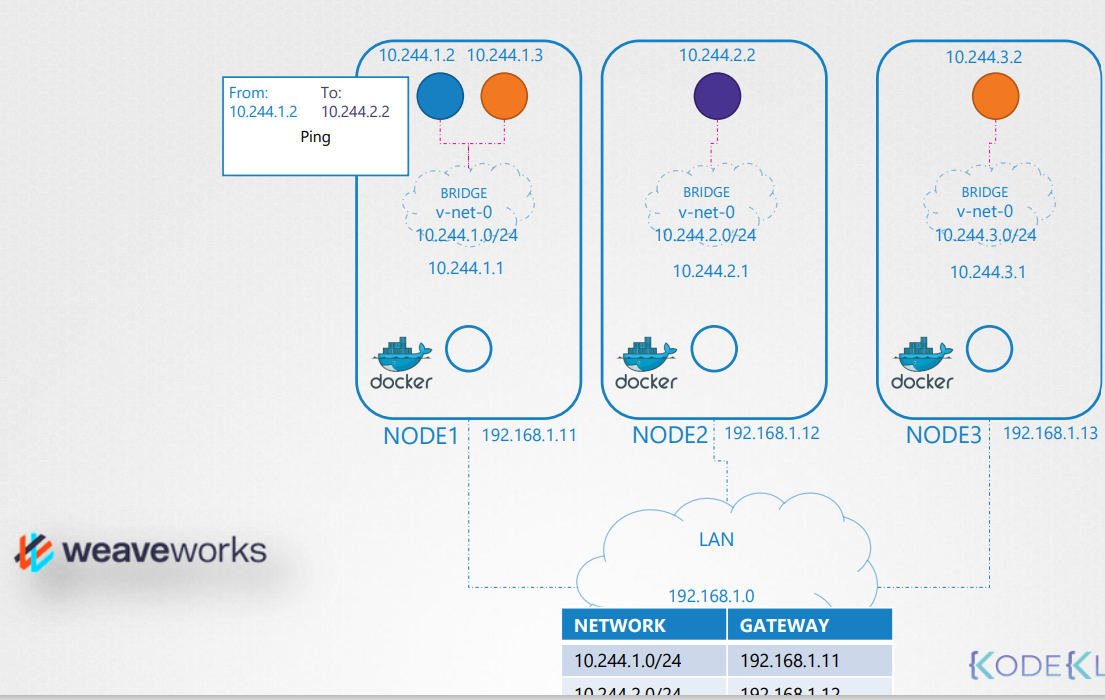 10.244.1.2 10.244.1.3
10.244.2.2
10.244.3.2
From: To:
10.244.1.2 10.244.2.2
Ping
BRIDGE
v-net-0
10.244.1.0/24
10.244.1.1
BRIDGE
v-net-0
10.244.2.0/24
10.244.2.1
BRIDGE
v-net-0
10.244.3.0/24
10.244.3.1
docker
docker
docker
NODE1 192.168.1.11
NODE2 192.168.1.12
NODE3 192.168.1.13
LAN
192.168.1.0
weaveworks
NETWORK GATEWAY
10.244.1.0/24 192.168.1.11
10.244.2.0/24 192.168.1.12
{KODE{KL